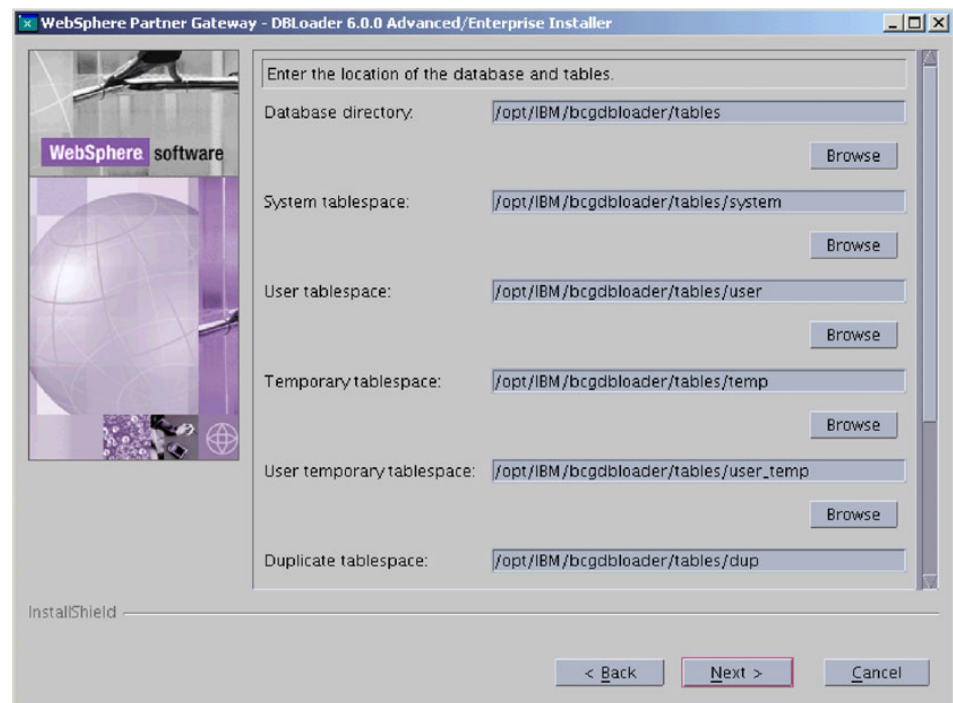 WebSphere Partner Gateway - DBLoader 6.0.0 Advanced/Enterprise Installer
WebSphere software
Enter the location of the database and tables.
Database directory: /opt/IBM/bcgdbloader/tables
Browse
System tablespace: /opt/IBM/bcgdbloader/tables/system
Browse
User tablespace: /opt/IBM/bcgdbloader/tables/user
Browse
Temporary tablespace: /opt/IBM/bcgdbloader/tables/temp
Browse
User temporary tablespace: /opt/IBM/bcgdbloader/tables/user_temp
Browse
Duplicate tablespace: /opt/IBM/bcgdbloader/tables/dup
InstallShield
< Back Next > Cancel